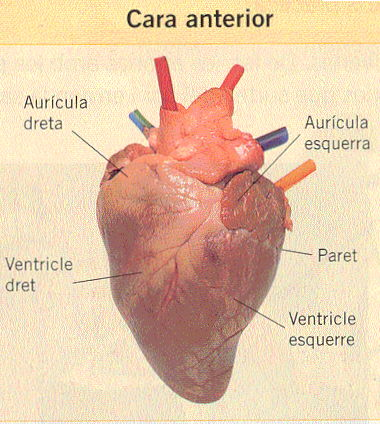 Cara anterior
Aurícula
dreta
Aurícula
esquerra
Paret
Ventricle
dret
Ventricle
esquerre